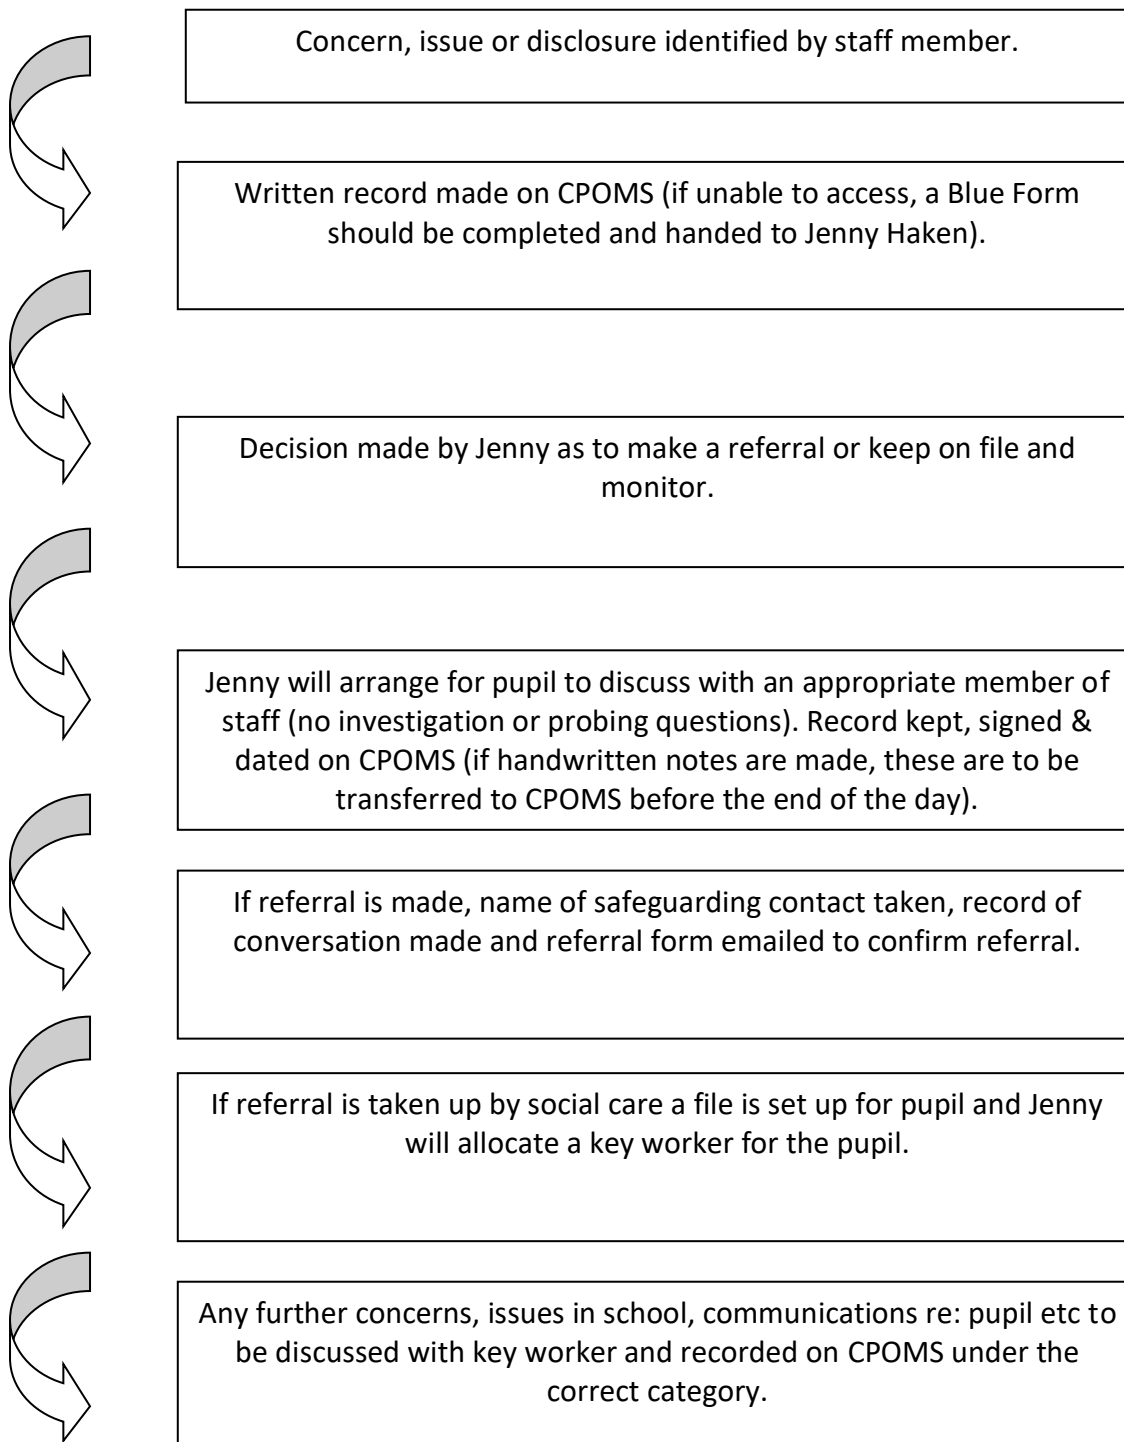 Concern, issue or disclosure identified by staff member.
Written record made on CPOMS (if unable to access, a Blue Form
should be completed and handed to Jenny Haken).
Decision made by Jenny as to make a referral or keep on file and
monitor.
Jenny will arrange for pupil to discuss with an appropriate member of
staff (no investigation or probing questions). Record kept, signed &
dated on CPOMS (if handwritten notes are made, these are to be
transferred to CPOMS before the end of the day).
If referral is made, name of safeguarding contact taken, record of
conversation made and referral form emailed to confirm referral.
If referral is taken up by social care a file is set up for pupil and Jenny
will allocate a key worker for the pupil.
Any further concerns, issues in school, communications re: pupil etc to
be discussed with key worker and recorded on CPOMS under the
correct category.